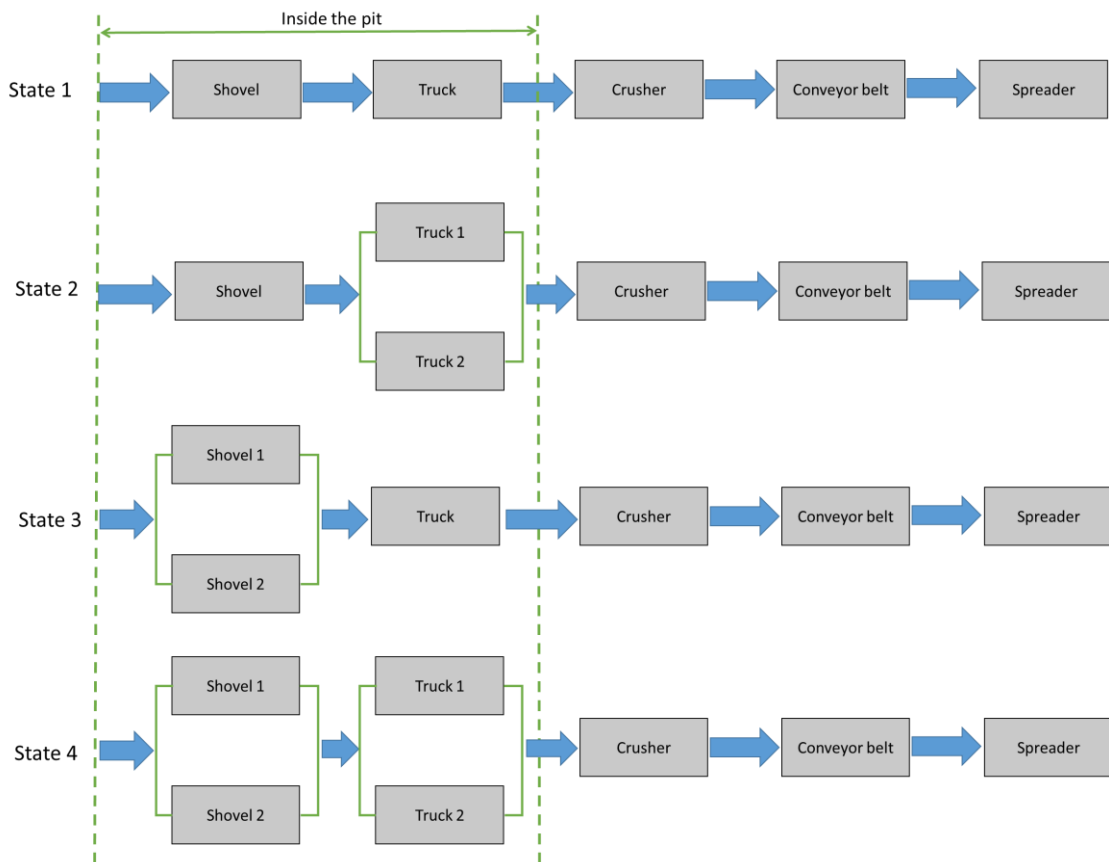 Inside the pit
State 1
Shovel
Truck
Crusher
Conveyor belt
Spreader
State 2
Shovel
Truck 1
Truck 2
Crusher
Conveyor belt
Spreader
State 3
Shovel 1
Shovel 2
Truck
Crusher
Conveyor belt
Spreader
State 4
Shovel 1
Shovel 2
Truck 1
Truck 2
Crusher
Conveyor belt
Spreader